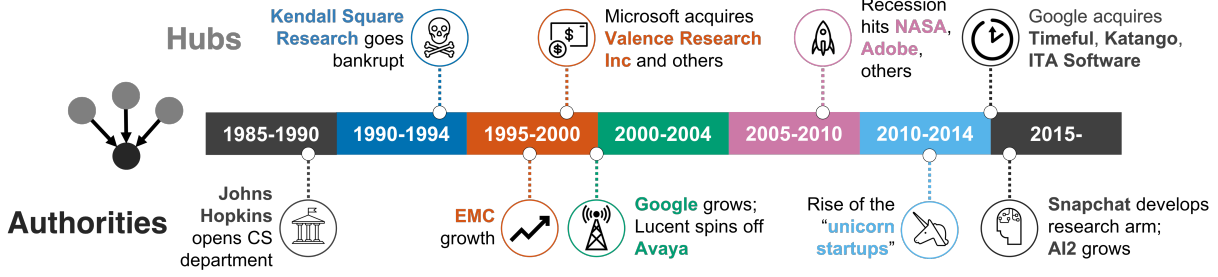 Hubs
Kendall Square
Research goes
bankrupt
$
$
Microsoft acquires
Valence Research
Inc and others
Recession
hits NASA,
Adobe,
others
Google acquires
Timeful, Katango,
ITA Software
1985-1990
1990-1994
1995-2000
2000-2004
2005-2010
2010-2014
2015-
Authorities
Johns
Hopkins
opens CS
department
EMC
growth
Google grows;
Lucent spins off
Avaya
Rise of the
“unicorn
startups”
Snapchat develops
research arm;
AI2 grows